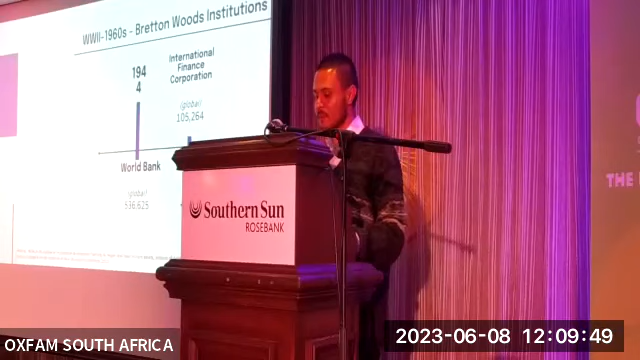 WWII-1960s - Bretton Woods Institutions
194
4
International
Finance
Corporation
(global)
105,264
World Bank
(global)
536,625
Southern Sun
ROSEBANK
THE
OXFAM SOUTH AFRICA
2023-06-08 12:09:49